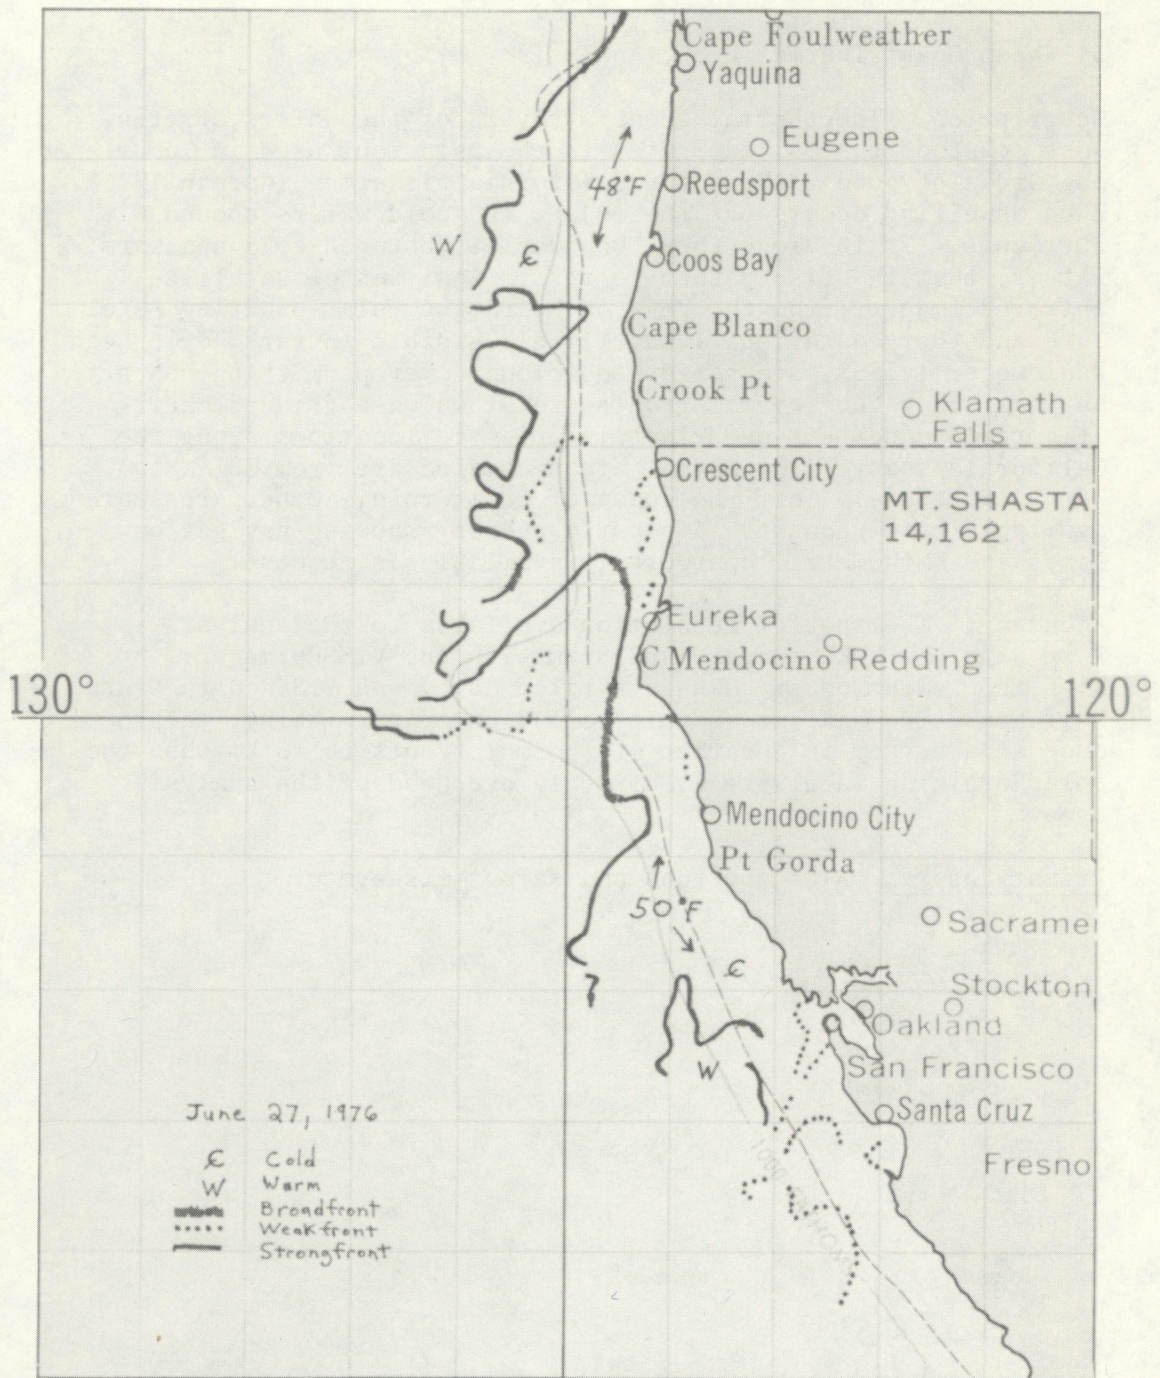 Cape Foulweather
Yaquina
Eugene
48°F
Reedsport
W
C
Coos Bay
Cape Blanco
Crook Pt
Klamath
Falls
Crescent City
MT. SHASTA
14,162
Eureka
C Mendocino
Redding
130°
120°
Mendocino City
Pt Gorda
50°F
Sacrame
C
Stockton
Oakland
W
San Francisco
Santa Cruz
Fresno
June 27, 1976
C Cold
W Warm
Broadfront
Weakfront
Strongfront